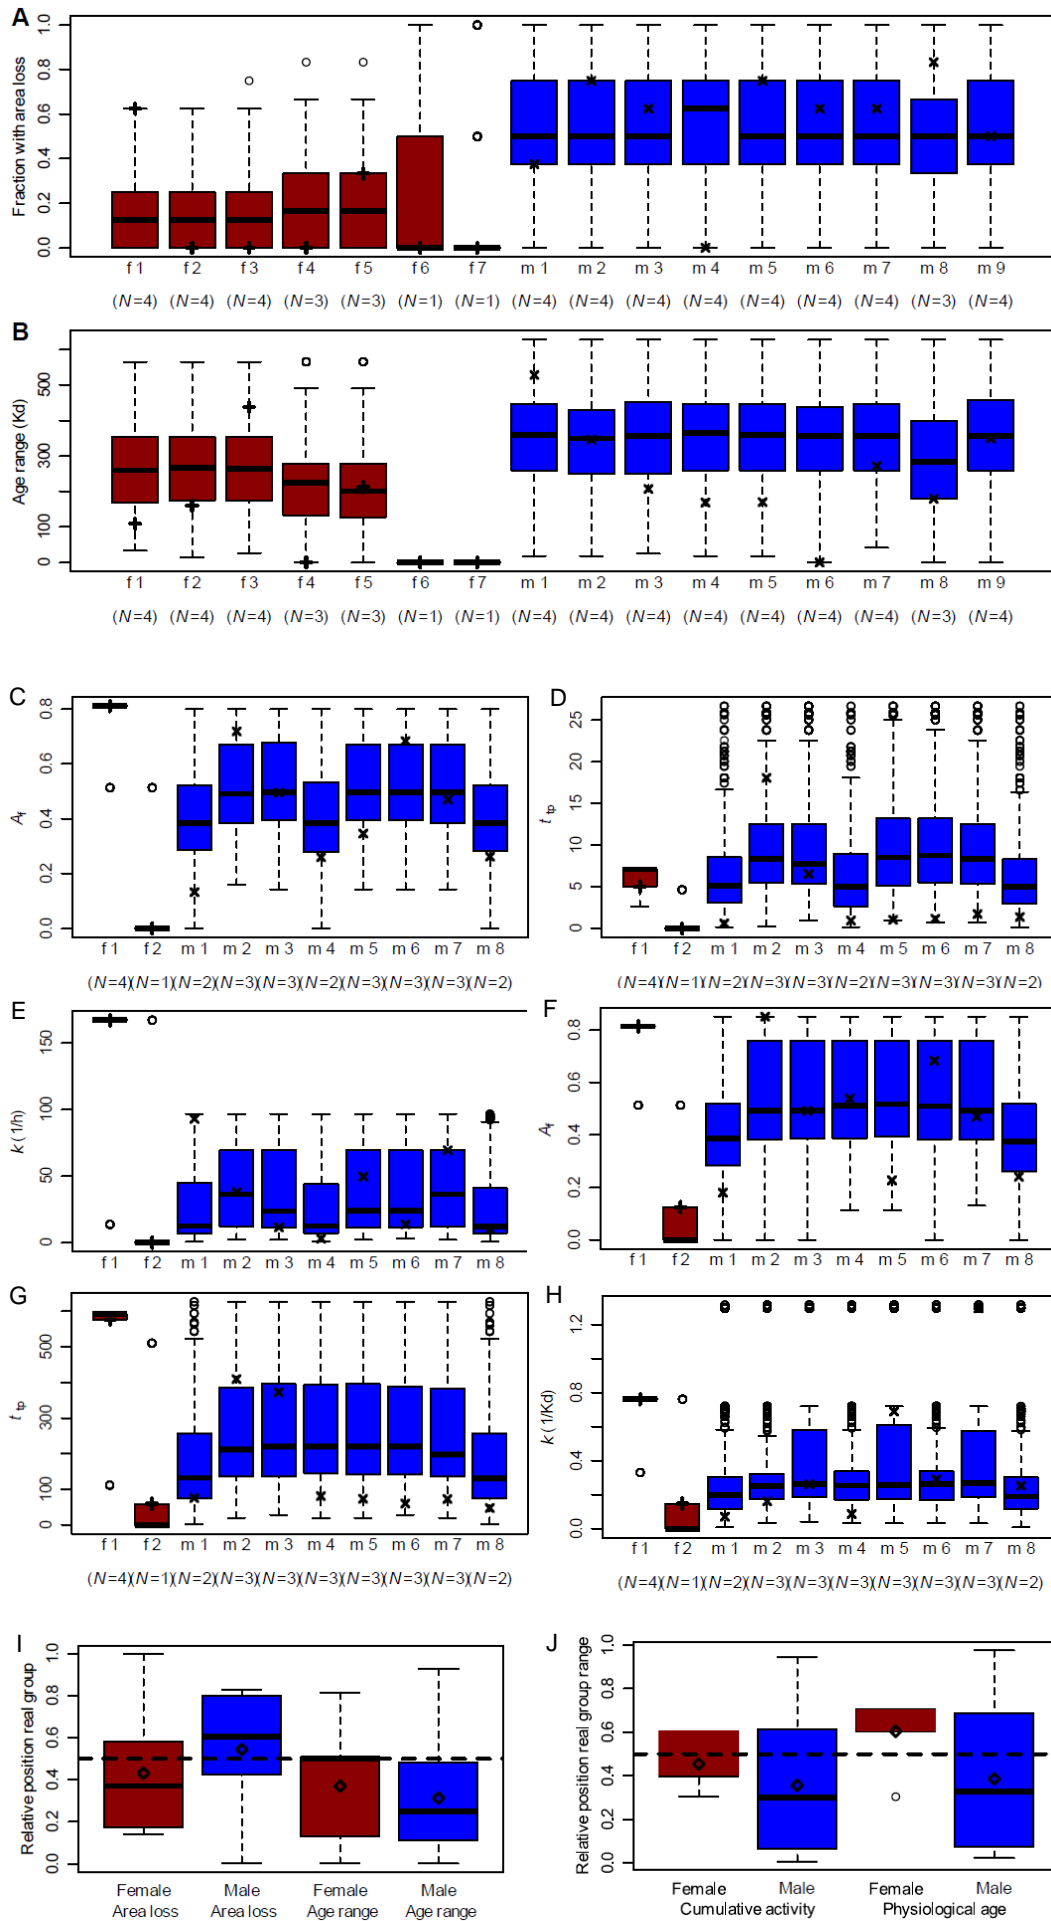 A
Fraction with area loss
1.0
0.8
0.6
0.4
0.2
0.0
f 1 f 2 f 3 f 4 f 5 f 6 f 7 m 1 m 2 m 3 m 4 m 5 m 6 m 7 m 8 m 9
(N=4) (N=4) (N=4) (N=3) (N=3) (N=1) (N=1) (N=4) (N=4) (N=4) (N=4) (N=4) (N=4) (N=4) (N=3) (N=4)
B
Age range (Kd)
500
300
100
0
f 1 f 2 f 3 f 4 f 5 f 6 f 7 m 1 m 2 m 3 m 4 m 5 m 6 m 7 m 8 m 9
(N=4) (N=4) (N=4) (N=3) (N=3) (N=1) (N=1) (N=4) (N=4) (N=4) (N=4) (N=4) (N=4) (N=4) (N=3) (N=4)
C
Af
0.8
0.6
0.4
0.2
0.0
f 1 f 2 m 1 m 2 m 3 m 4 m 5 m 6 m 7 m 8
(N=4)(N=1)(N=2)(N=3)(N=3)(N=2)(N=3)(N=3)(N=3)(N=2)
D
t tp
25
20
15
10
5
0
f 1 f 2 m 1 m 2 m 3 m 4 m 5 m 6 m 7 m 8
(N=4)(N=1)(N=2)(N=3)(N=3)(N=2)(N=3)(N=3)(N=3)(N=2)
E
k (1/h)
150
100
50
0
f 1 f 2 m 1 m 2 m 3 m 4 m 5 m 6 m 7 m 8
F
Af
0.8
0.6
0.4
0.2
0.0
f 1 f 2 m 1 m 2 m 3 m 4 m 5 m 6 m 7 m 8
G
t tp
500
300
100
0
f 1 f 2 m 1 m 2 m 3 m 4 m 5 m 6 m 7 m 8
(N=4)(N=1)(N=2)(N=3)(N=3)(N=3)(N=3)(N=3)(N=3)(N=2)
H
k (1/Kd)
1.2
0.8
0.4
0.0
f 1 f 2 m 1 m 2 m 3 m 4 m 5 m 6 m 7 m 8
(N=4)(N=1)(N=2)(N=3)(N=3)(N=3)(N=3)(N=3)(N=3)(N=2)
I
Relative position real group
1.0
0.8
0.6
0.4
0.2
0.0
Female Male Female Male
Area loss Area loss Age range Age range
J
Relative position real group range
1.0
0.8
0.6
0.4
0.2
0.0
Female Male Female Male
Cumulative activity Physiological age